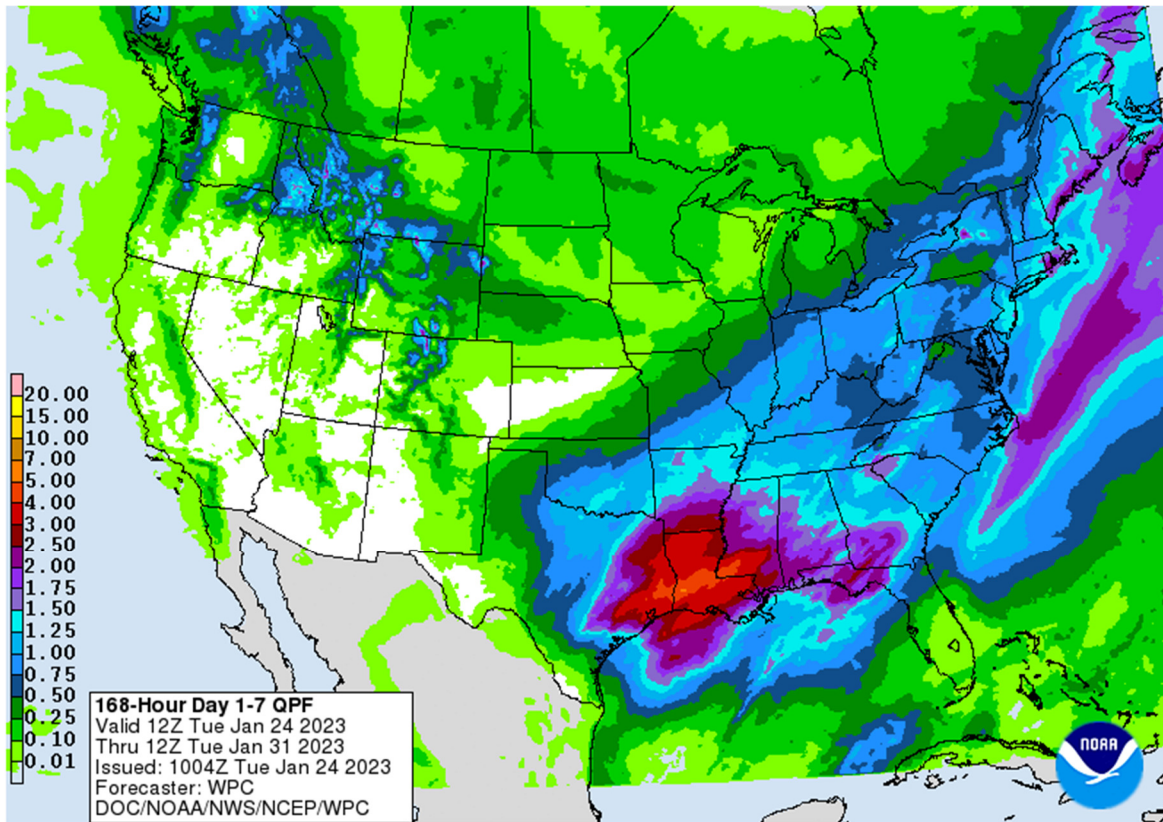 20.00
15.00
10.00
7.00
5.00
4.00
3.00
2.50
2.00
1.75
1.50
1.25
1.00
0.75
0.50
0.25
0.10
0.01
168-Hour Day 1-7 QPF
Valid 12Z Tue Jan 24 2023
Thru 12Z Tue Jan 31 2023
Issued: 1004Z Tue Jan 24 2023
Forecaster: WPC
DOC/NOAA/NWS/NCEP/WPC
NOAA